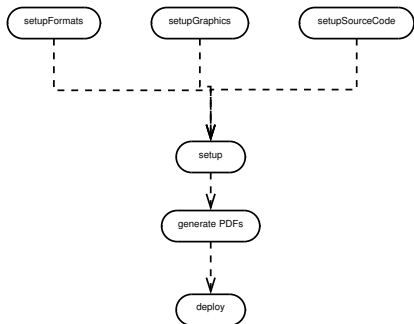 setupFormats
setupGraphics
setupSourceCode
setup
generate PDFs
deploy